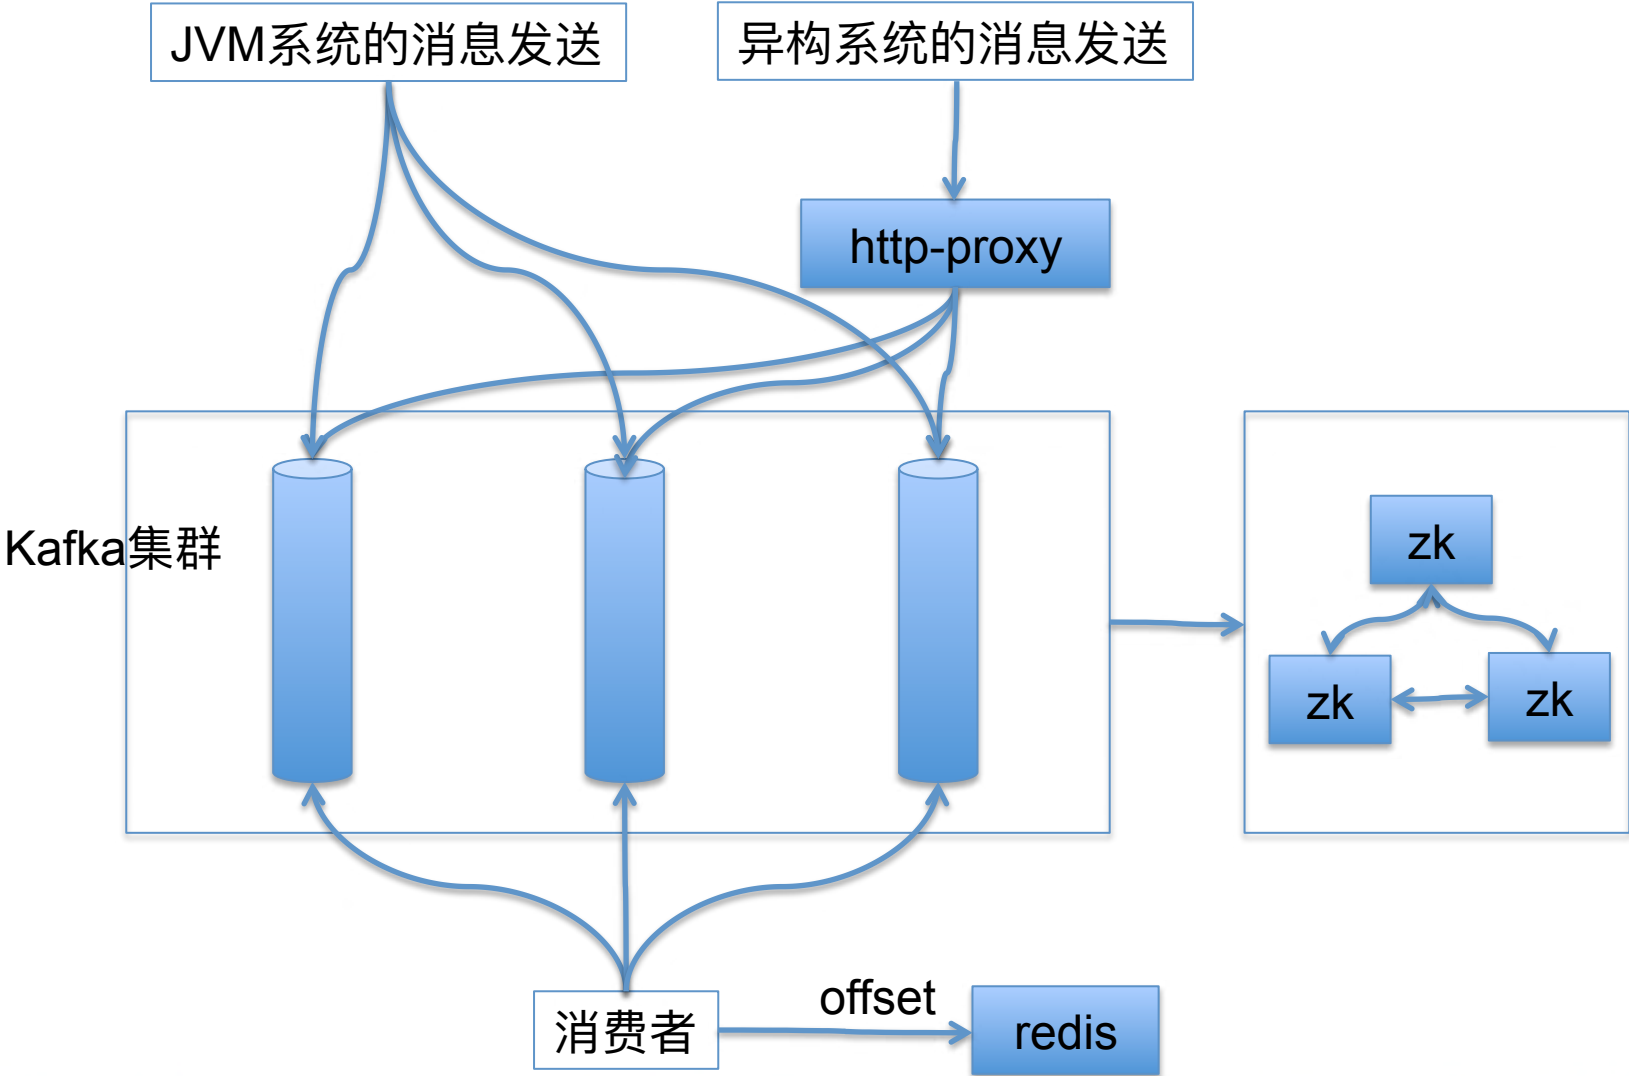 JVM系统的消息发送
异构系统的消息发送
http-proxy
Kafka集群
zk
zk
zk
offset
消费者
redis